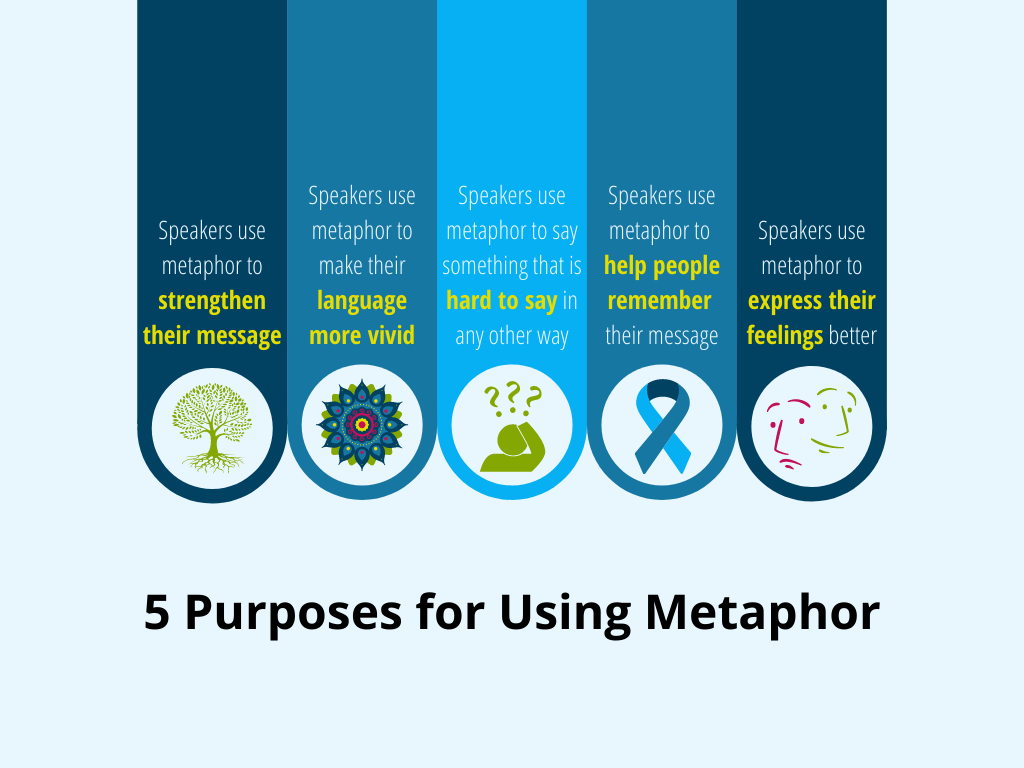 Speakers use
metaphor to
strengthen
their message
Speakers use
metaphor to
make their
language
more vivid
Speakers use
metaphor to say
something that is
hard to say in
any other way
Speakers use
metaphor to
help people
remember
their message
Speakers use
metaphor to
express their
feelings better
? ? ?
5 Purposes for Using Metaphor